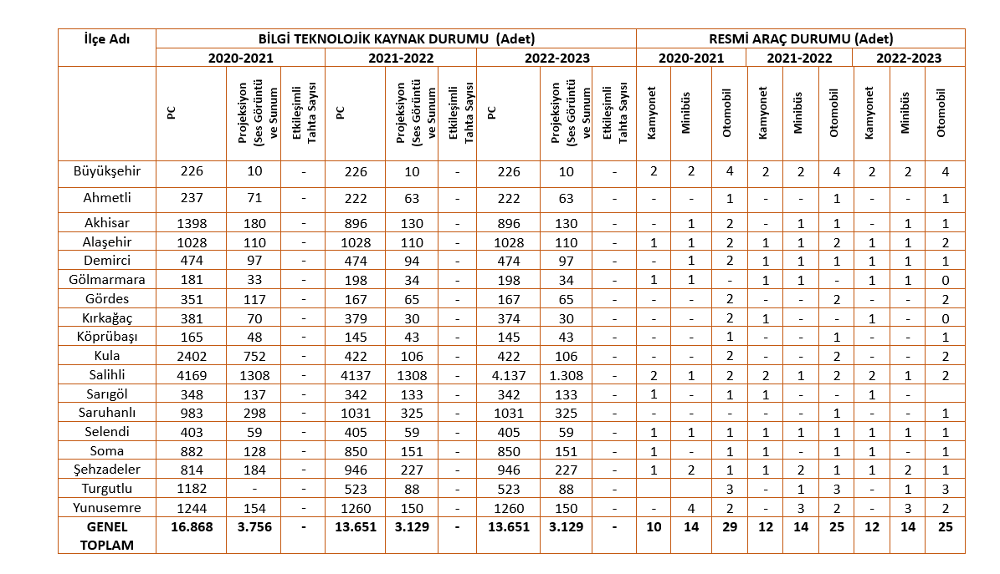 İlçe Adı BİLGİ TEKNOLOJİK KAYNAK DURUMU (Adet) RESMİ ARAÇ DURUMU (Adet)
2020-2021 2021-2022 2022-2023 2020-2021 2021-2022 2022-2023
PC Projeksiyon (Ses Görüntü ve Sunum Etkileşimli Tahta Sayısı PC Projeksiyon (Ses Görüntü ve Sunum Etkileşimli Tahta Sayısı PC Projeksiyon (Ses Görüntü ve Sunum Etkileşimli Tahta Sayısı Kamyonet Minibüs Otomobil Kamyonet Minibüs Otomobil Kamyonet Minibüs Otomobil
Büyükşehir 226 10 - 226 10 - 226 10 - 2 2 4 2 2 4 2 2 4
Ahmetli 237 71 - 222 63 - 222 63 - - - 1 - - 1 - - 1
Akhisar 1398 180 - 896 130 - 896 130 - - 1 2 - 1 1 - 1 1
Alaşehir 1028 110 - 1028 110 - 1028 110 - 1 1 2 1 1 2 1 1 2
Demirci 474 97 - 474 94 - 474 97 - - 1 2 1 1 1 1 1 1
Gölmarmara 181 33 - 198 34 - 198 34 - 1 1 - 1 1 - 1 1 0
Gördes 351 117 - 167 65 - 167 65 - - - 2 - - 2 - - 2
Kırkağaç 381 70 - 379 30 - 374 30 - - - 2 1 - - 1 - 0
Köprübaşı 165 48 - 145 43 - 145 43 - - - 1 - - 1 - - 1
Kula 2402 752 - 422 106 - 422 106 - - - 2 - - 2 - - 2
Salihli 4169 1308 - 4137 1308 - 4.137 1.308 - 2 1 2 2 1 2 2 1 2
Sarıgöl 348 137 - 342 133 - 342 133 - 1 - 1 1 - - 1 -
Saruhanlı 983 298 - 1031 325 - 1031 325 - - - - - - 1 - - 1
Selendi 403 59 - 405 59 - 405 59 - 1 1 1 1 1 1 1 1 1
Soma 882 128 - 850 151 - 850 151 - 1 - 1 1 - 1 1 - 1
Şehzadeler 814 184 - 946 227 - 946 227 - 1 2 1 1 2 1 1 2 1
Turgutlu 1182 - - 523 88 - 523 88 - 3 - 1 3 - 1 3
Yunusemre 1244 154 - 1260 150 - 1260 150 - - 4 2 - 3 2 - 3 2
GENEL 16.868 3.756 - 13.651 3.129 - 13.651 3.129 - 10 14 29 12 14 25 12 14 25
TOPLAM